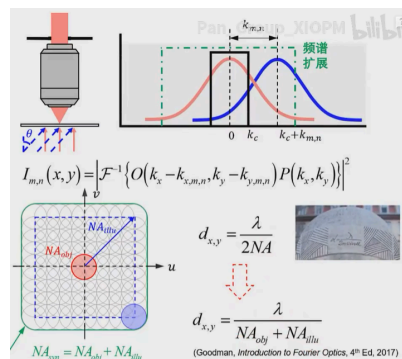 Pan_Group_XIOPM bilibili
k_{m,n}
频谱
扩展
θ
0 k_c k_c+k_{m,n}
I_{m,n}(x,y)=|𝓕^{-1}{O(k_x-k_{x,m,n},k_y-k_{y,m,n})P(k_x,k_y)}|^2
v
NA_{illu}
NA_{obj}
u
d_{x,y}=λ/2NA
d_{x,y}=λ/NA_{obj}+NA_{illu}
NA_{syn}=NA_{obj}+NA_{illu}
(Goodman, Introduction to Fourier Optics, 4th Ed, 2017)